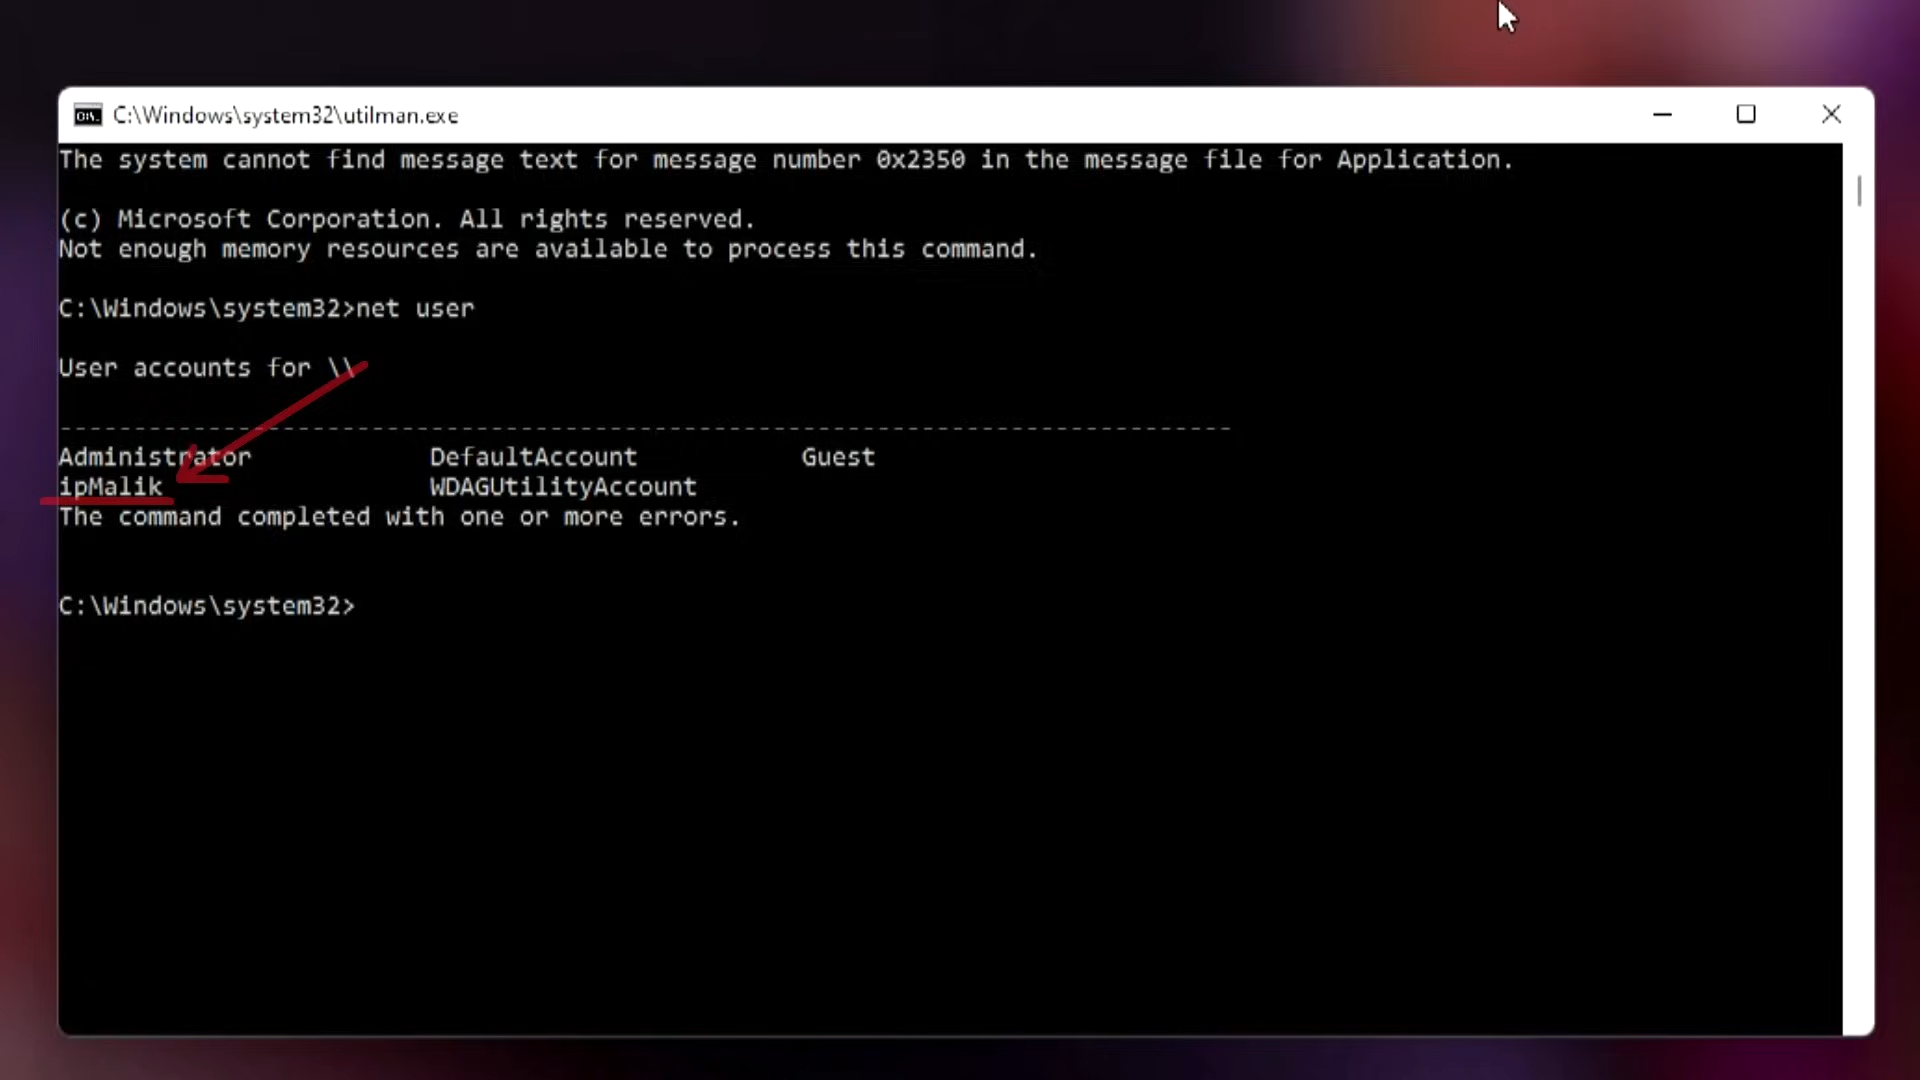 C:\Windows\system32\utilman.exe
The system cannot find message text for message number 0x2350 in the message file for Application.
(c) Microsoft Corporation. All rights reserved.
Not enough memory resources are available to process this command.
C:\Windows\system32>net user
User accounts for \\
-------------------------------------------------------------------------------
Administrator DefaultAccount Guest
ipMalik WDAGUtilityAccount
The command completed with one or more errors.
C:\Windows\system32>